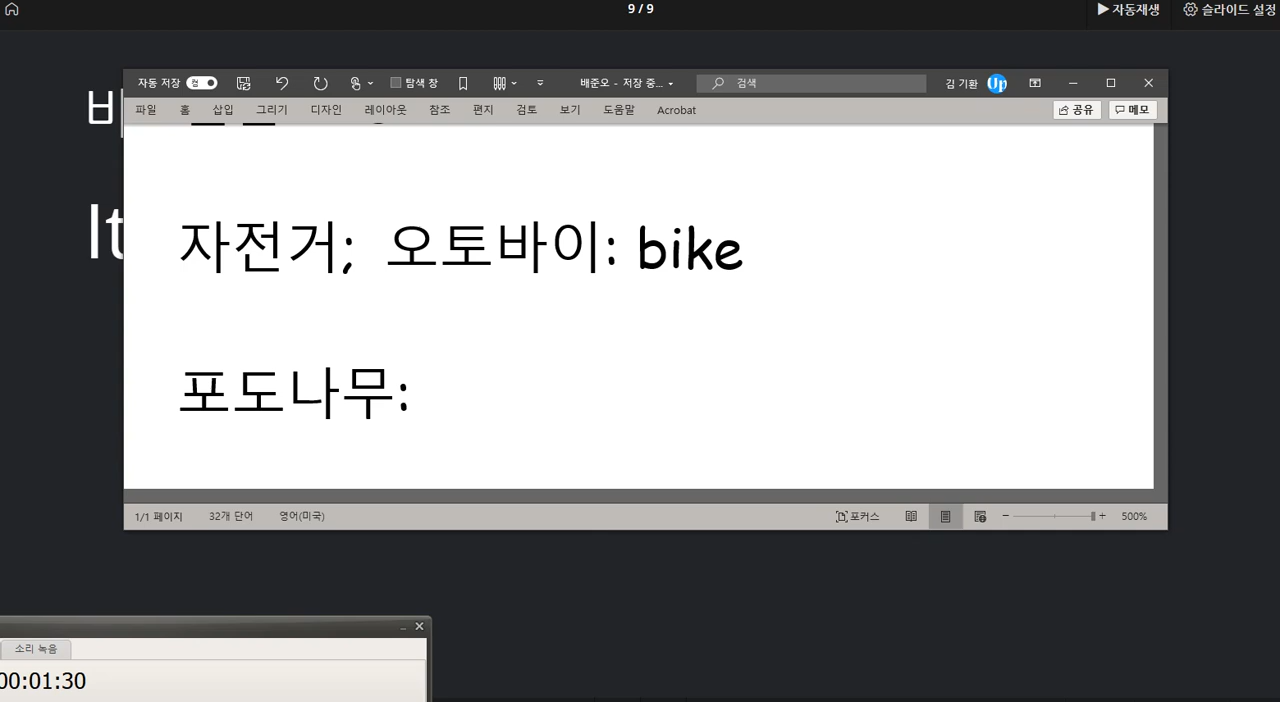 9 / 9
자동재생
슬라이드 설정
자동 저장 컴 탐색 창 배준오 - 저장 중... 검색 김 기환 Up
파일 홈 삽입 그리기 디자인 레이아웃 참조 편지 검토 보기 도움말 Acrobat 공유 메모
It
자전거; 오토바이: bike
포도나무:
1/1 페이지 32개 단어 영어(미국) 포커스 500%
소리 녹음
00:01:30